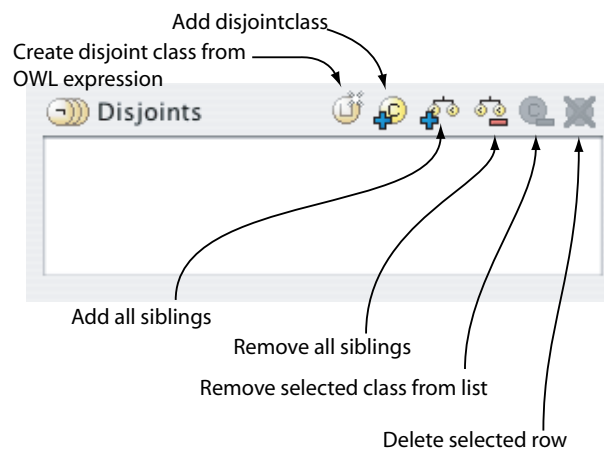 Add disjointclass
Create disjoint class from
OWL expression
Disjoints
Add all siblings
Remove all siblings
Remove selected class from list
Delete selected row